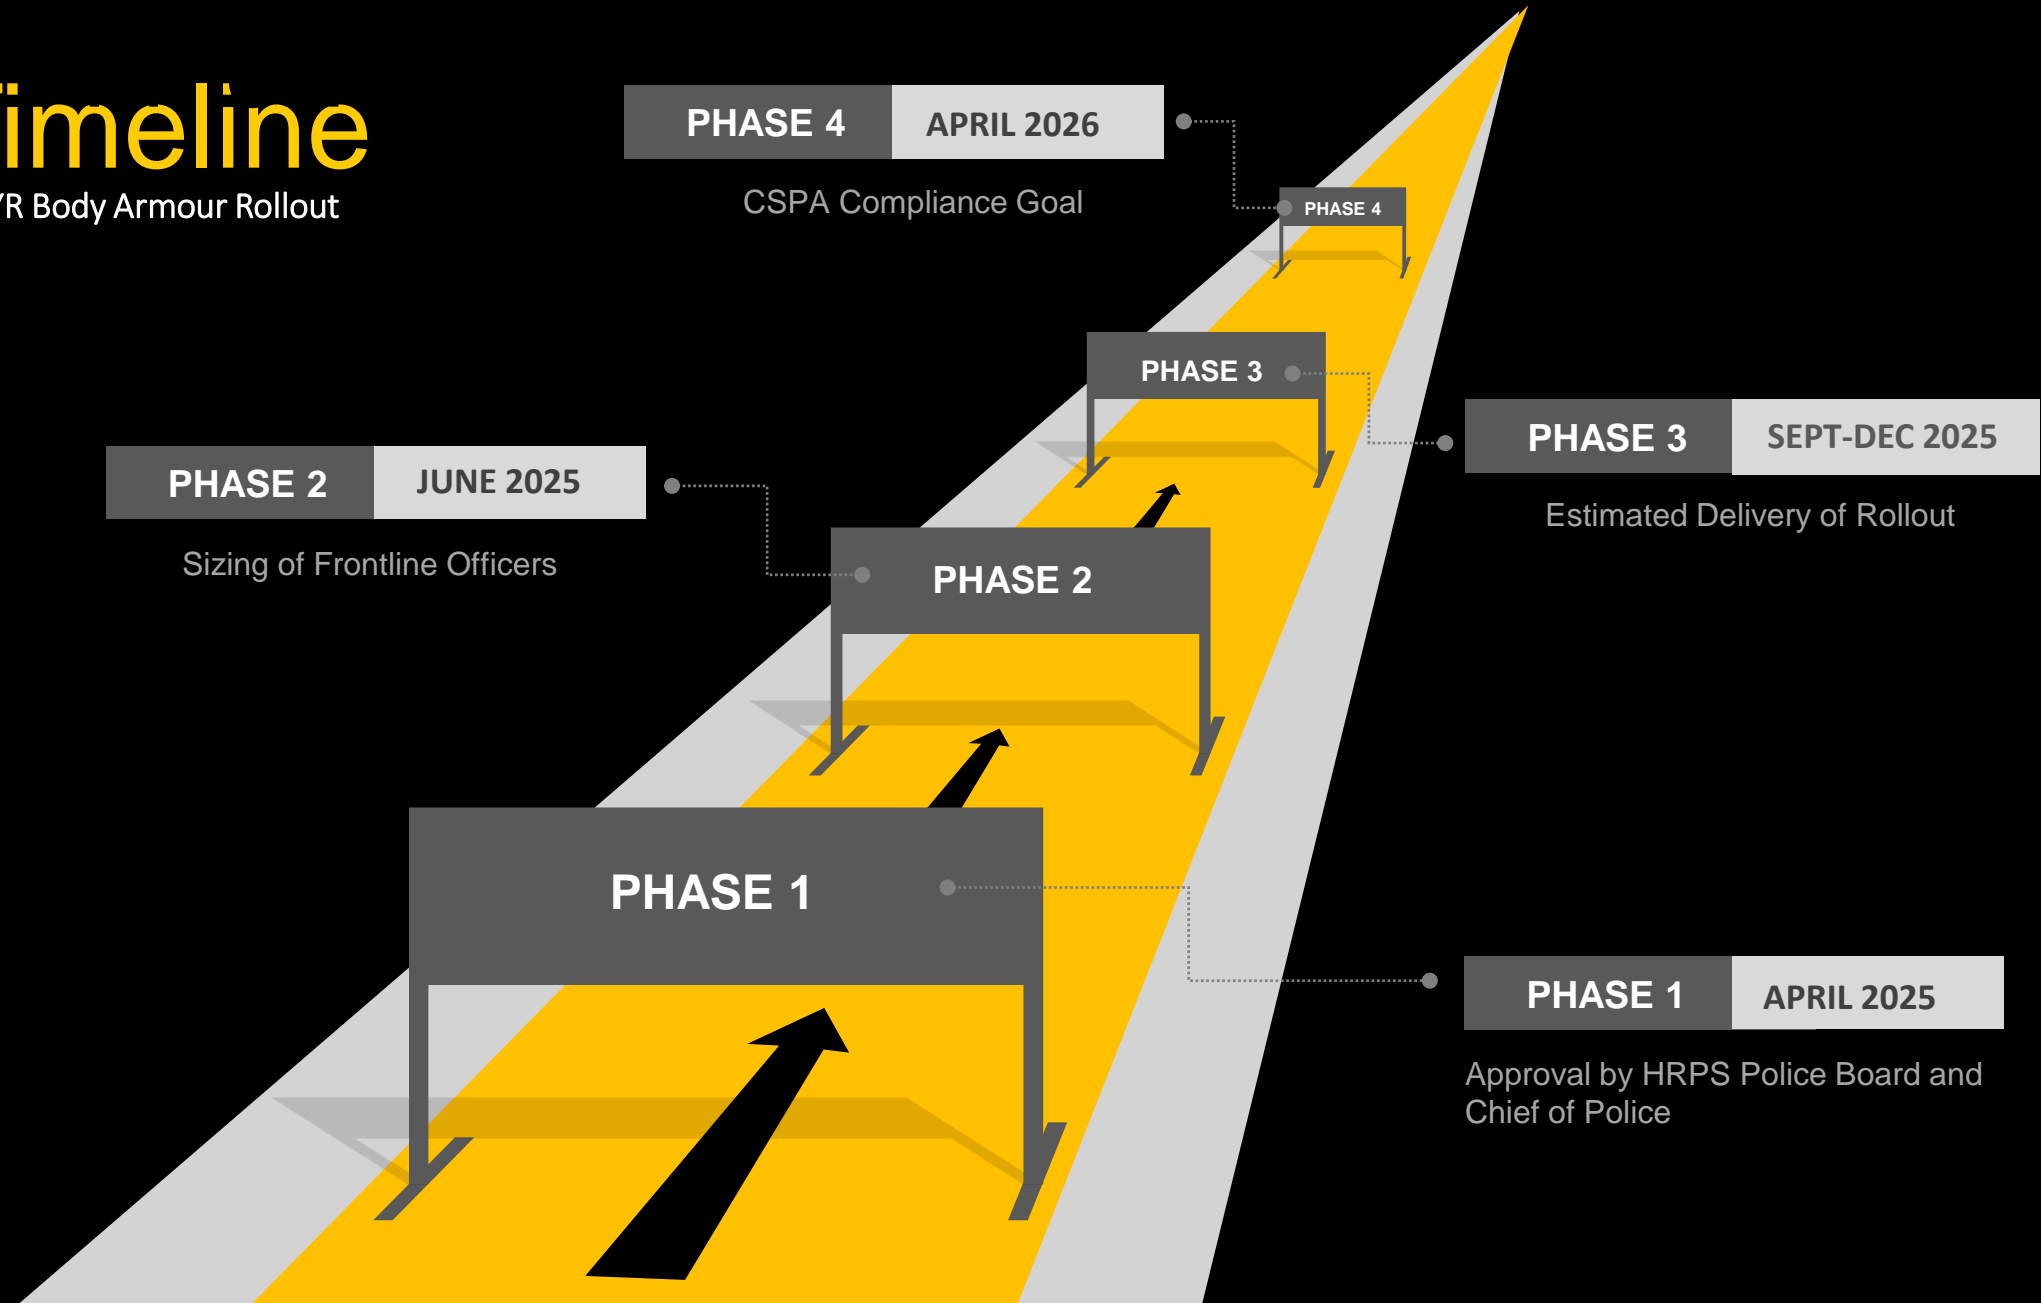 imeline
YR Body Armour Rollout
PHASE 4 APRIL 2026
CSPA Compliance Goal
PHASE 4
PHASE 3
PHASE 3 SEPT-DEC 2025
Estimated Delivery of Rollout
PHASE 2 JUNE 2025
Sizing of Frontline Officers
PHASE 2
PHASE 1
PHASE 1 APRIL 2025
Approval by HRPS Police Board and
Chief of Police